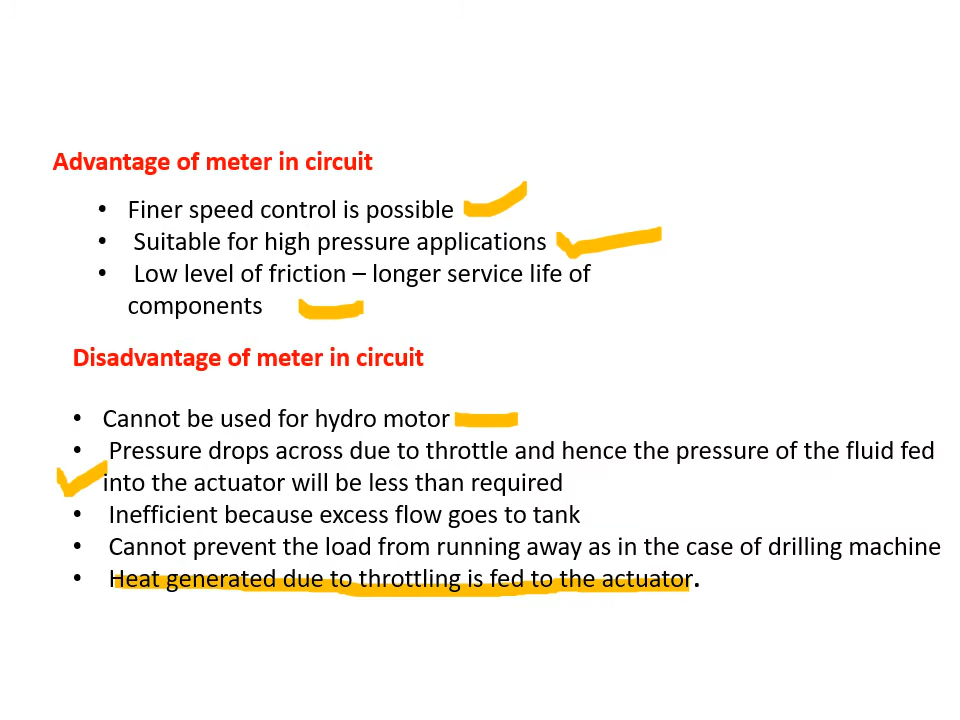 Advantage of meter in circuit
• Finer speed control is possible
• Suitable for high pressure applications
• Low level of friction – longer service life of
components
Disadvantage of meter in circuit
• Cannot be used for hydro motor
• Pressure drops across due to throttle and hence the pressure of the fluid fed
into the actuator will be less than required
• Inefficient because excess flow goes to tank
• Cannot prevent the load from running away as in the case of drilling machine
• Heat generated due to throttling is fed to the actuator.